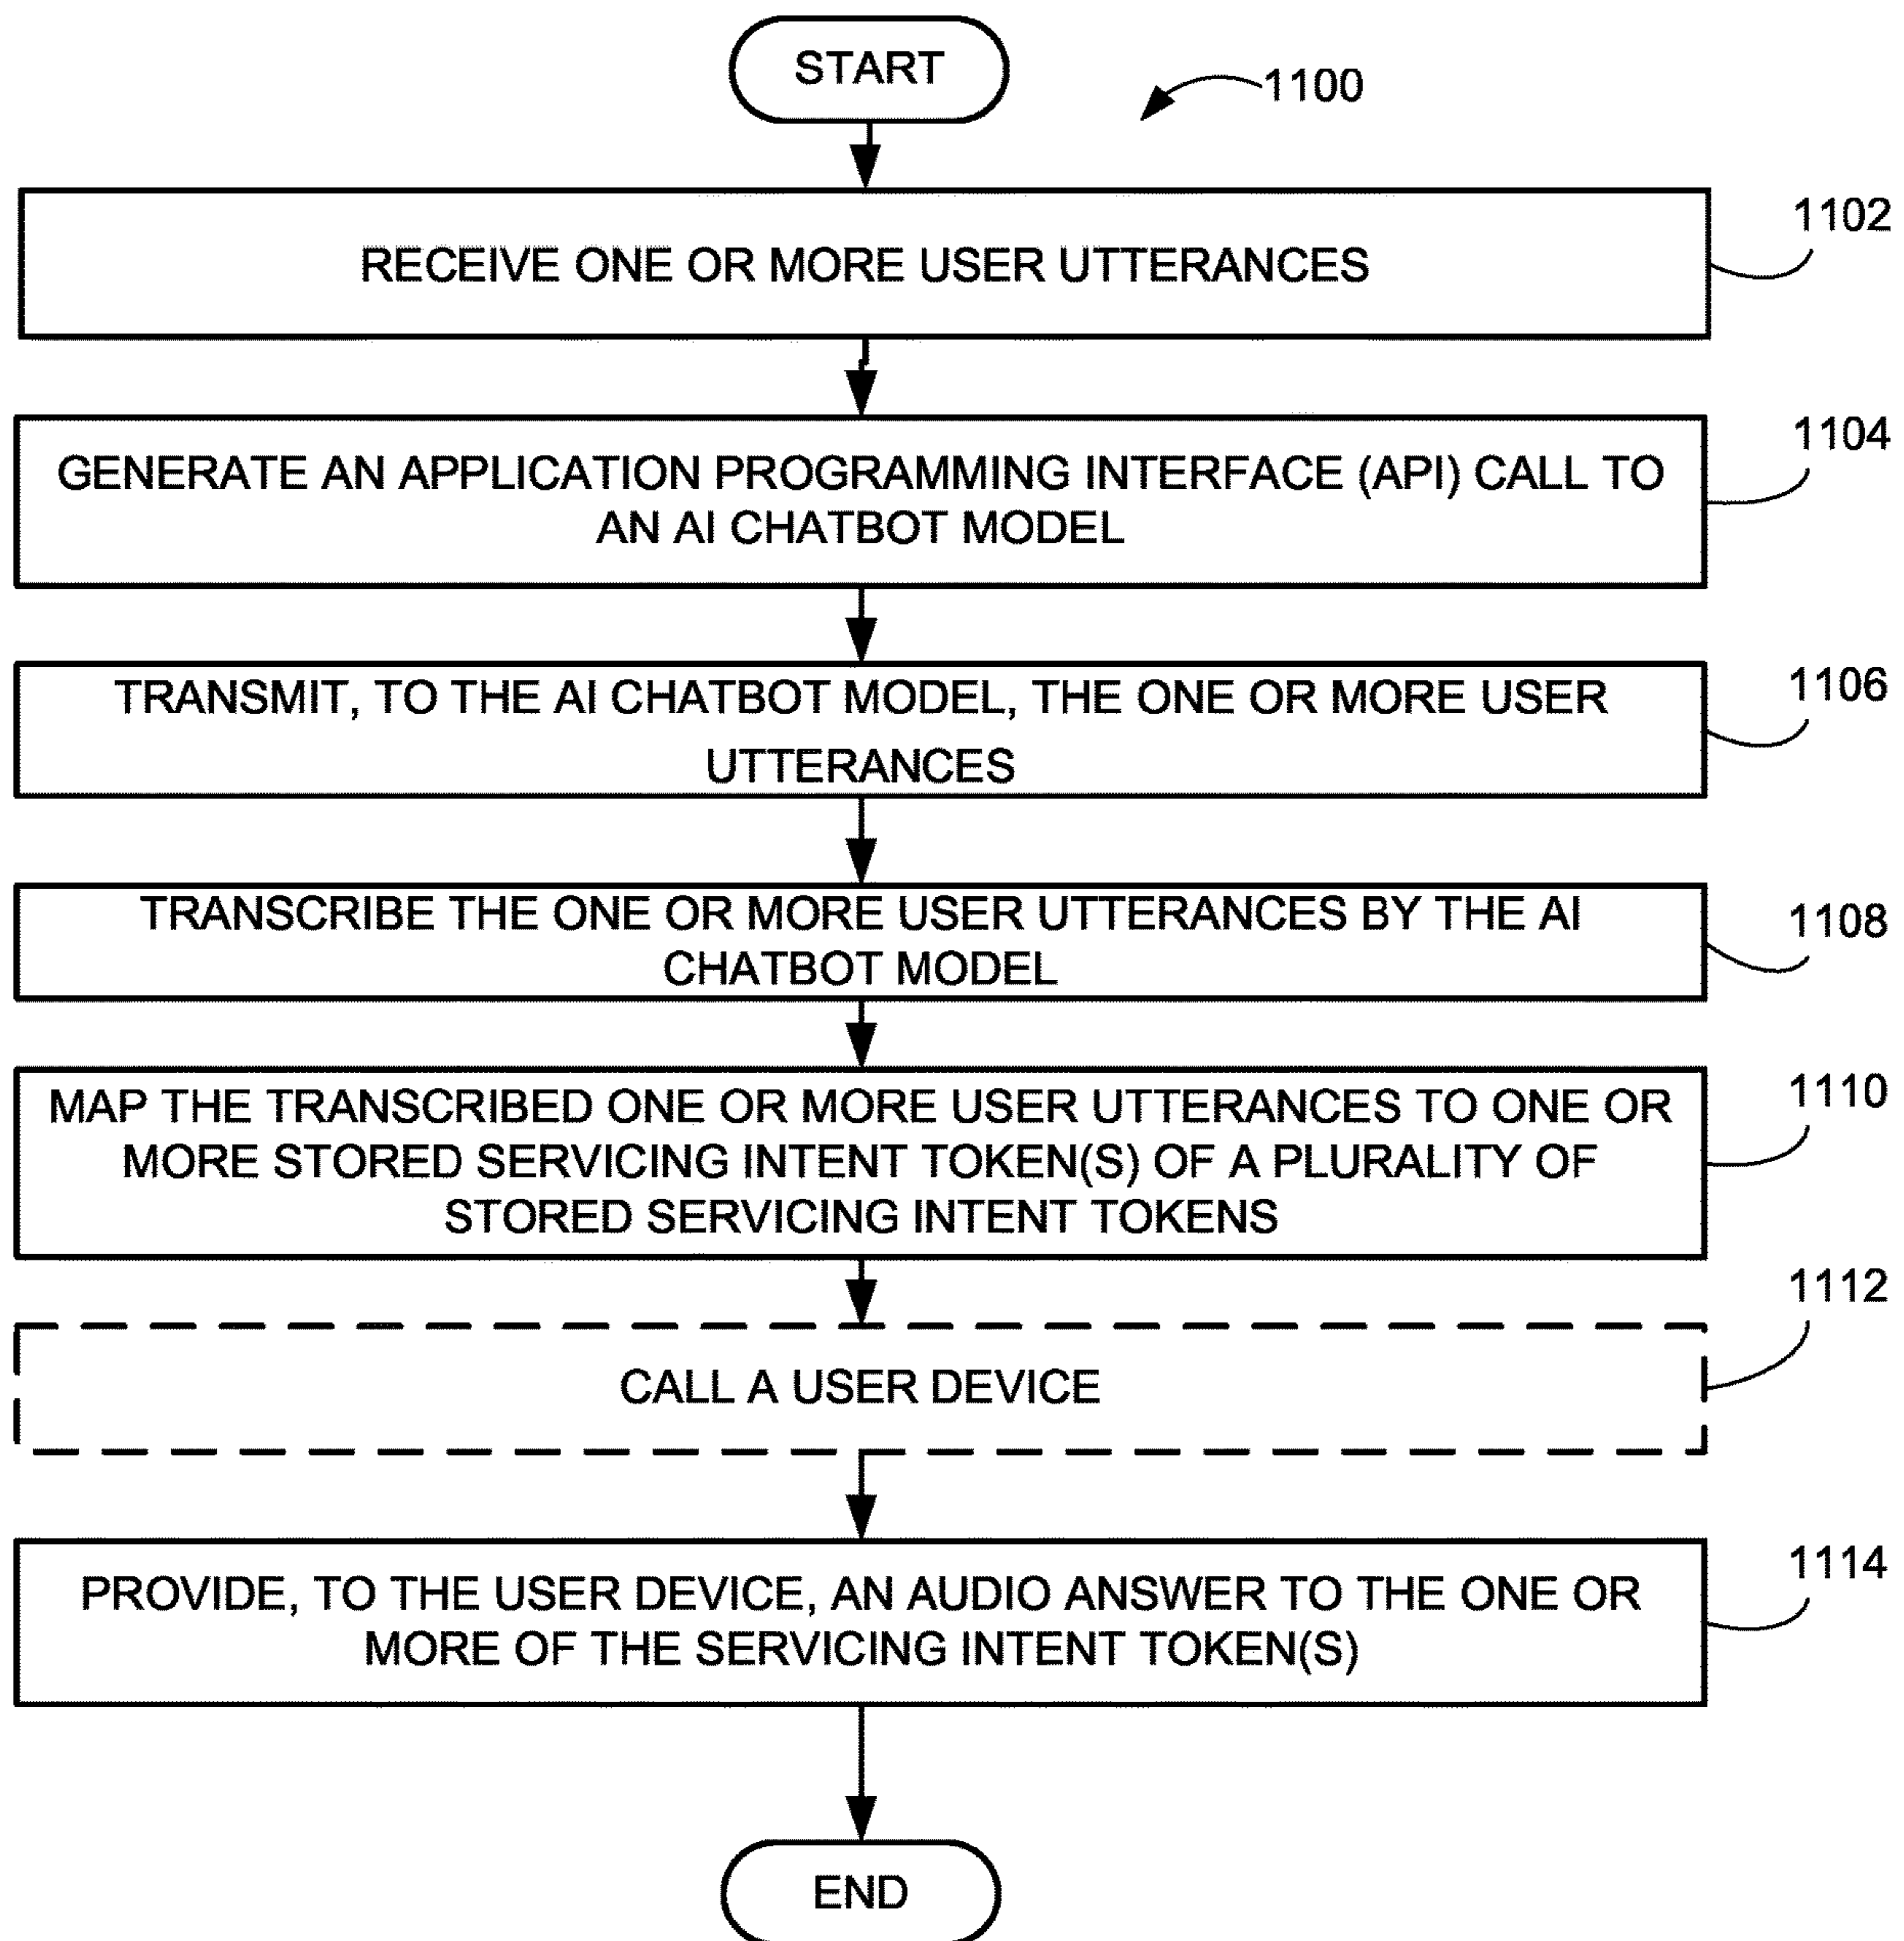 START
1100
1102
RECEIVE ONE OR MORE USER UTTERANCES
1104
GENERATE AN APPLICATION PROGRAMMING INTERFACE (API) CALL TO
AN AI CHATBOT MODEL
1106
TRANSMIT, TO THE AI CHATBOT MODEL, THE ONE OR MORE USER
UTTERANCES
1108
TRANSCRIBE THE ONE OR MORE USER UTTERANCES BY THE AI
CHATBOT MODEL
1110
MAP THE TRANSCRIBED ONE OR MORE USER UTTERANCES TO ONE OR
MORE STORED SERVICING INTENT TOKEN(S) OF A PLURALITY OF
STORED SERVICING INTENT TOKENS
1112
CALL A USER DEVICE
1114
PROVIDE, TO THE USER DEVICE, AN AUDIO ANSWER TO THE ONE OR
MORE OF THE SERVICING INTENT TOKEN(S)
END